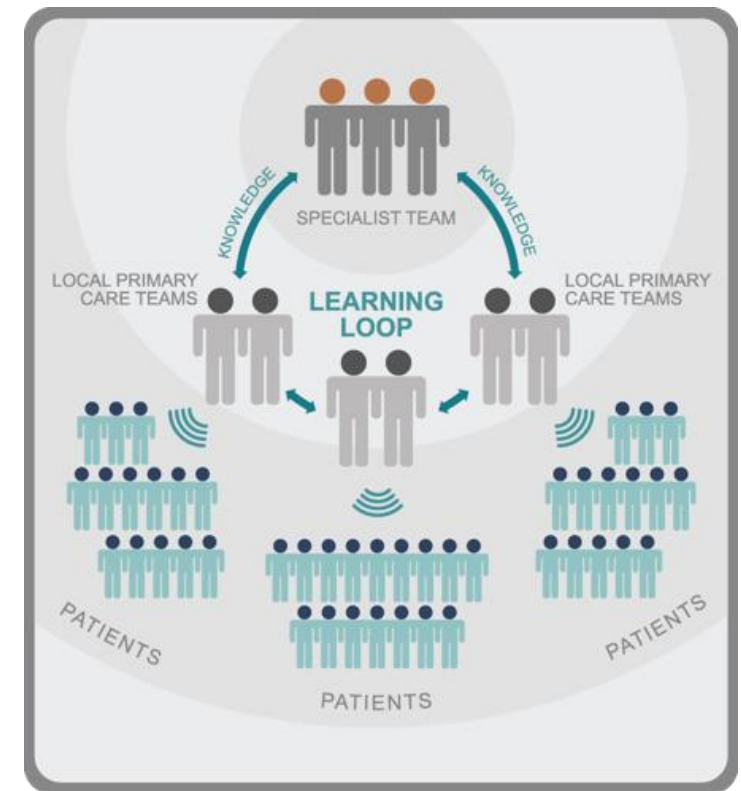 KNOWLEDGE
KNOWLEDGE
SPECIALIST TEAM
LOCAL PRIMARY
CARE TEAMS
LOCAL PRIMARY
CARE TEAMS
LEARNING
LOOP
PATIENTS
PATIENTS
PATIENTS